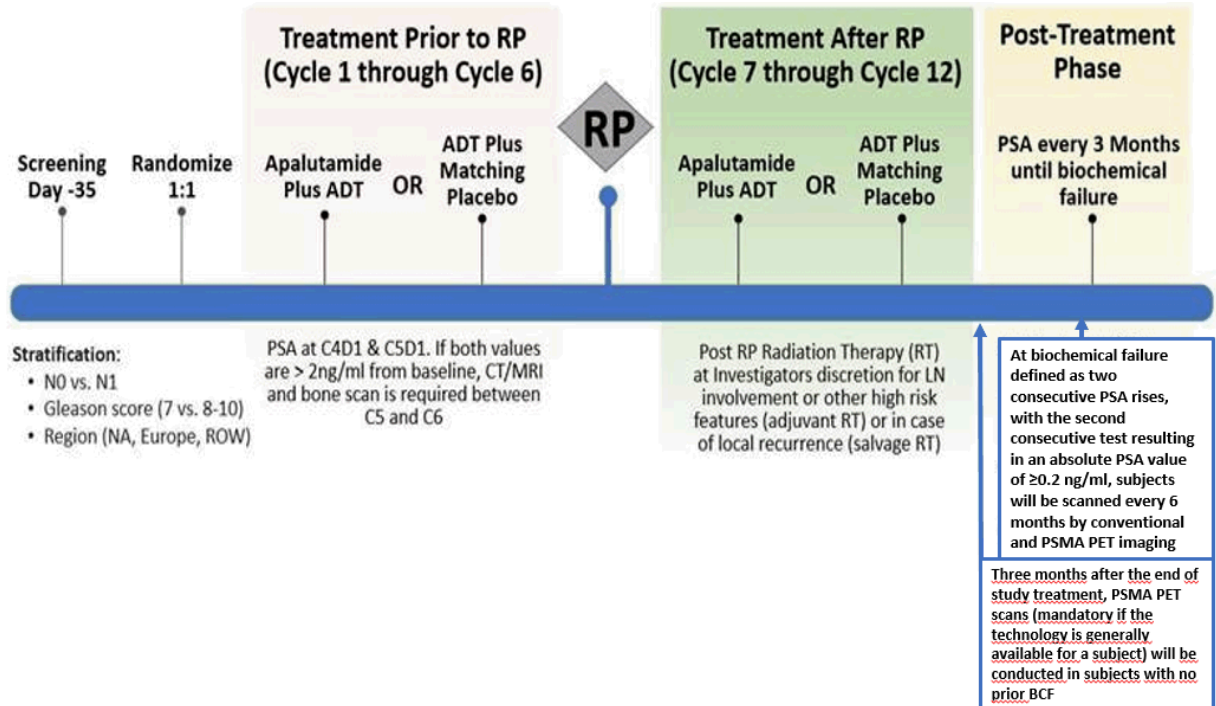 Treatment Prior to RP
(Cycle 1 through Cycle 6)
Treatment After RP
(Cycle 7 through Cycle 12)
Post-Treatment
Phase
RP
Screening
Day -35
Randomize
1:1
Apalutamide
Plus ADT
OR
ADT Plus
Matching
Placebo
Apalutamide
Plus ADT
OR
ADT Plus
Matching
Placebo
PSA every 3 Months
until biochemical
failure
Stratification:
• N0 vs. N1
• Gleason score (7 vs. 8-10)
• Region (NA, Europe, ROW)
PSA at C4D1 & C5D1. If both values
are > 2ng/ml from baseline, CT/MRI
and bone scan is required between
C5 and C6
Post RP Radiation Therapy (RT)
at Investigators discretion for LN
involvement or other high risk
features (adjuvant RT) or in case
of local recurrence (salvage RT)
At biochemical failure
defined as two
consecutive PSA rises,
with the second
consecutive test resulting
in an absolute PSA value
of ≥0.2 ng/ml, subjects
will be scanned every 6
months by conventional
and PSMA PET imaging
Three months after the end of
study treatment, PSMA PET
scans (mandatory if the
technology is generally
available for a subject) will be
conducted in subjects with no
prior BCF